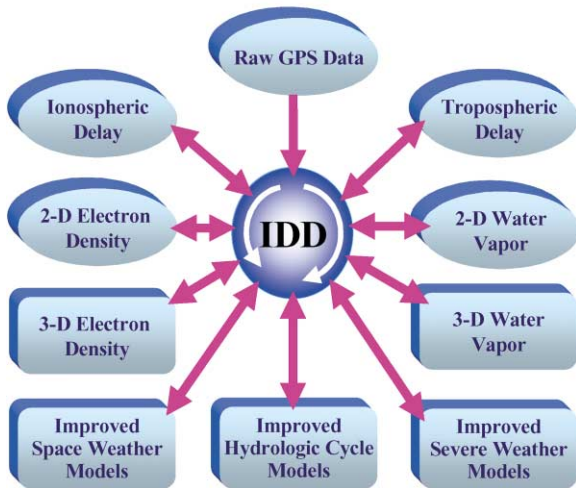 Raw GPS Data
Ionospheric
Delay
Tropospheric
Delay
2-D Electron
Density
IDD
2-D Water
Vapor
3-D Electron
Density
3-D Water
Vapor
Improved
Space Weather
Models
Improved
Hydrologic Cycle
Models
Improved
Severe Weather
Models